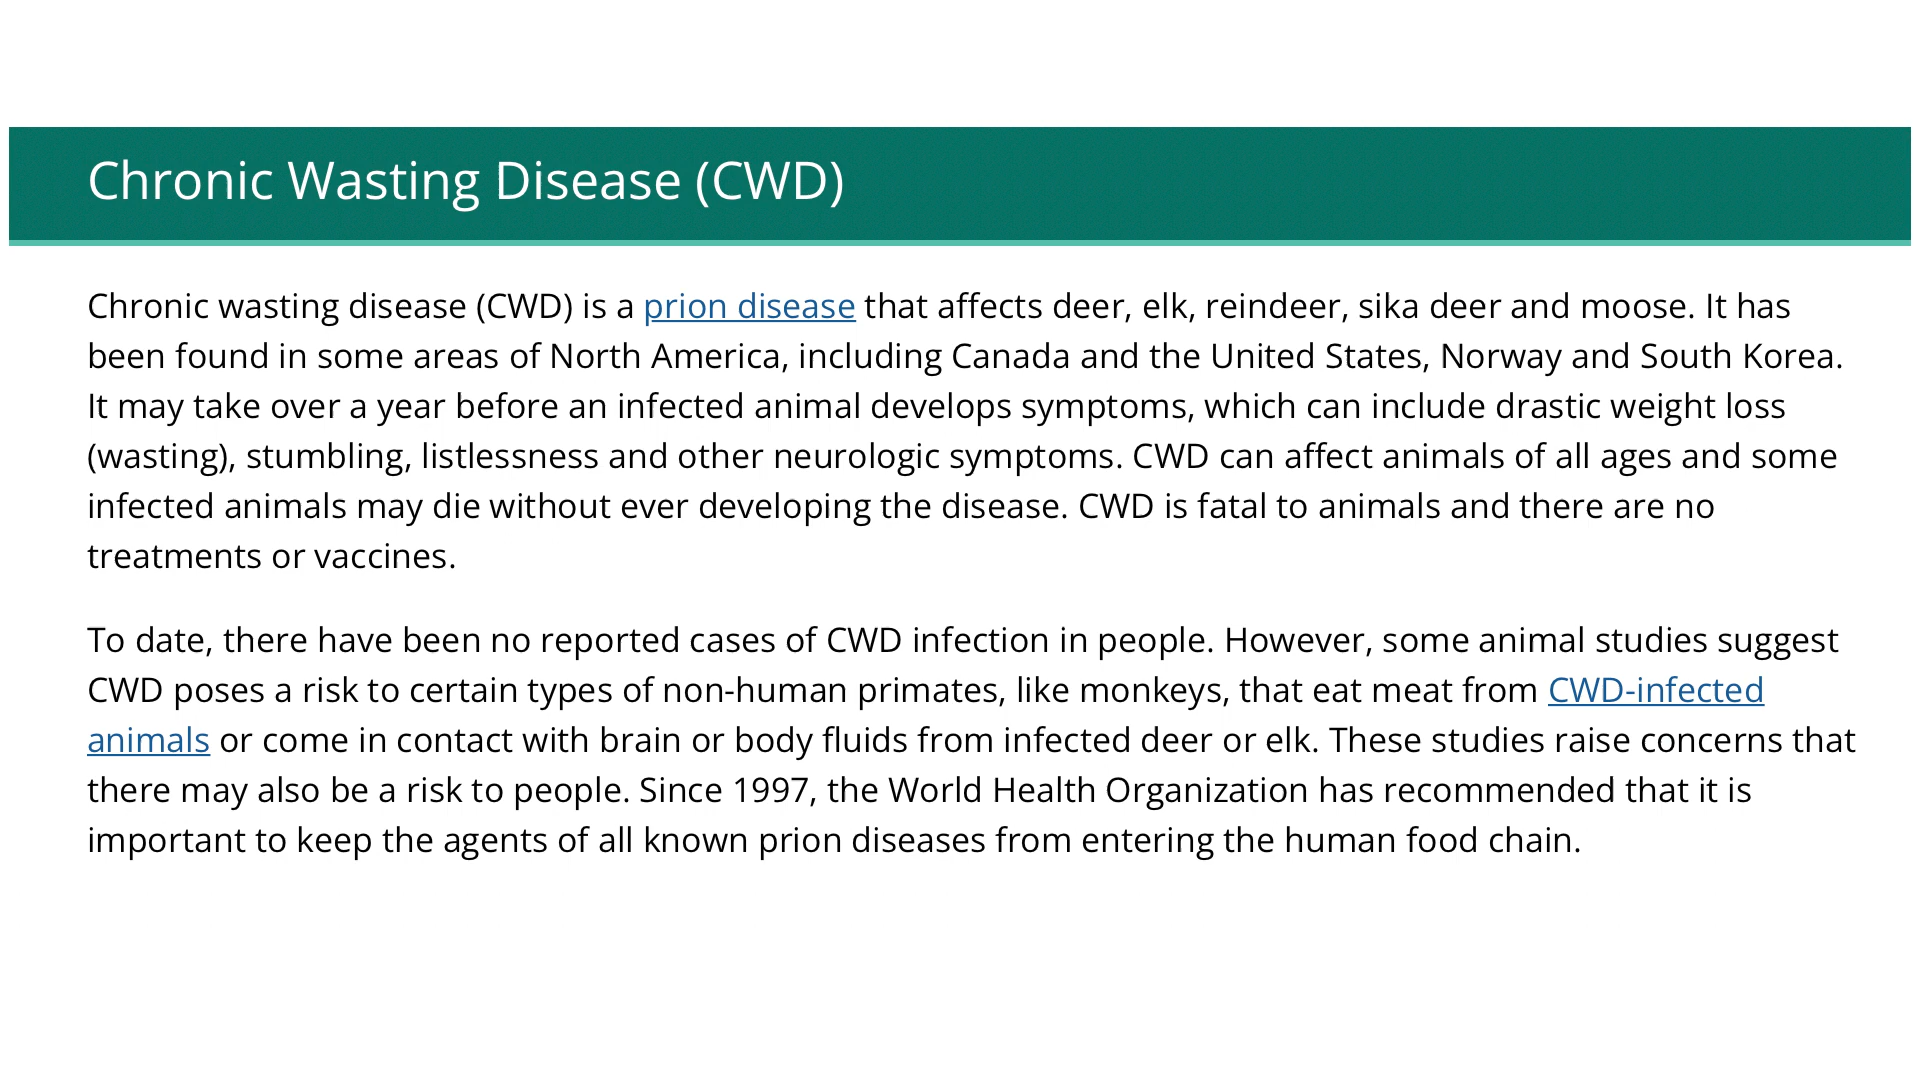 Chronic Wasting Disease (CWD)
Chronic wasting disease (CWD) is a prion disease that affects deer, elk, reindeer, sika deer and moose. It has
been found in some areas of North America, including Canada and the United States, Norway and South Korea.
It may take over a year before an infected animal develops symptoms, which can include drastic weight loss
(wasting), stumbling, listlessness and other neurologic symptoms. CWD can affect animals of all ages and some
infected animals may die without ever developing the disease. CWD is fatal to animals and there are no
treatments or vaccines.
To date, there have been no reported cases of CWD infection in people. However, some animal studies suggest
CWD poses a risk to certain types of non-human primates, like monkeys, that eat meat from CWD-infected
animals or come in contact with brain or body fluids from infected deer or elk. These studies raise concerns that
there may also be a risk to people. Since 1997, the World Health Organization has recommended that it is
important to keep the agents of all known prion diseases from entering the human food chain.